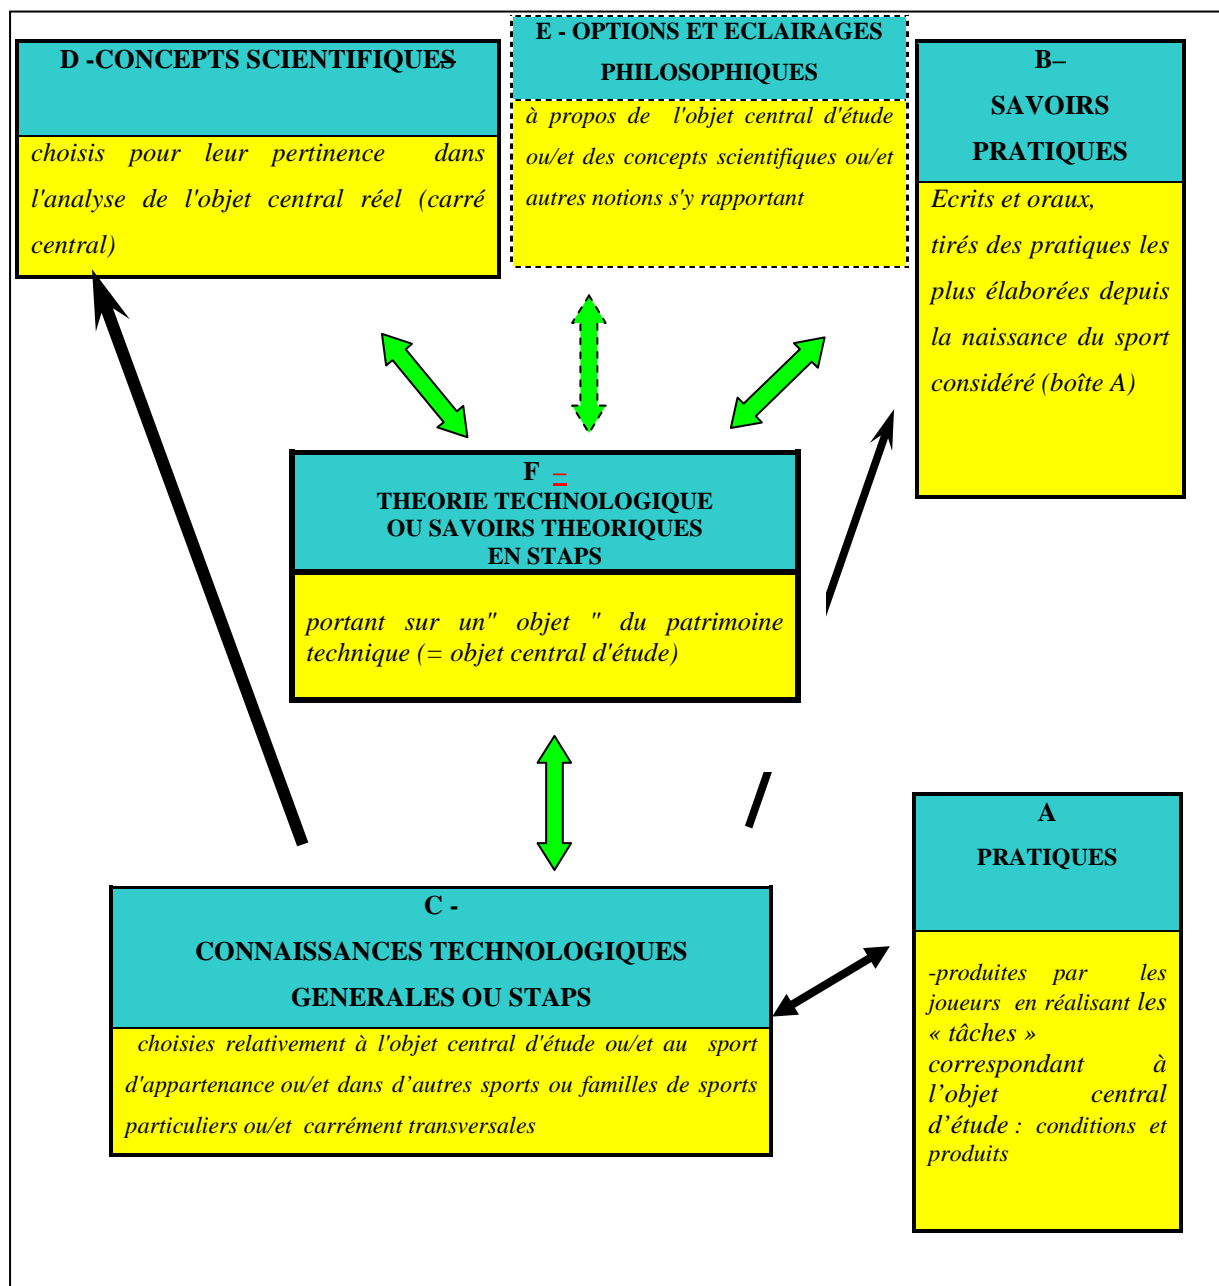 D -CONCEPTS SCIENTIFIQUES
choisis pour leur pertinence dans
l'analyse de l'objet central réel (carré
central)
E - OPTIONS ET ECLAIRAGES
PHILOSOPHIQUES
à propos de l'objet central d'étude
ou/et des concepts scientifiques ou/et
autres notions s'y rapportant
B–
SAVOIRS
PRATIQUES
Ecrits et oraux,
tirés des pratiques les
plus élaborées depuis
la naissance du sport
considéré (boîte A)
F –
THEORIE TECHNOLOGIQUE
OU SAVOIRS THEORIQUES
EN STAPS
portant sur un" objet " du patrimoine
technique (= objet central d'étude)
C -
CONNAISSANCES TECHNOLOGIQUES
GENERALES OU STAPS
choisies relativement à l'objet central d'étude ou/et au sport
d'appartenance ou/et dans d’autres sports ou familles de sports
particuliers ou/et carrément transversales
A
PRATIQUES
-produites par les
joueurs en réalisant les
« tâches »
correspondant à
l’objet central
d’étude : conditions et
produits